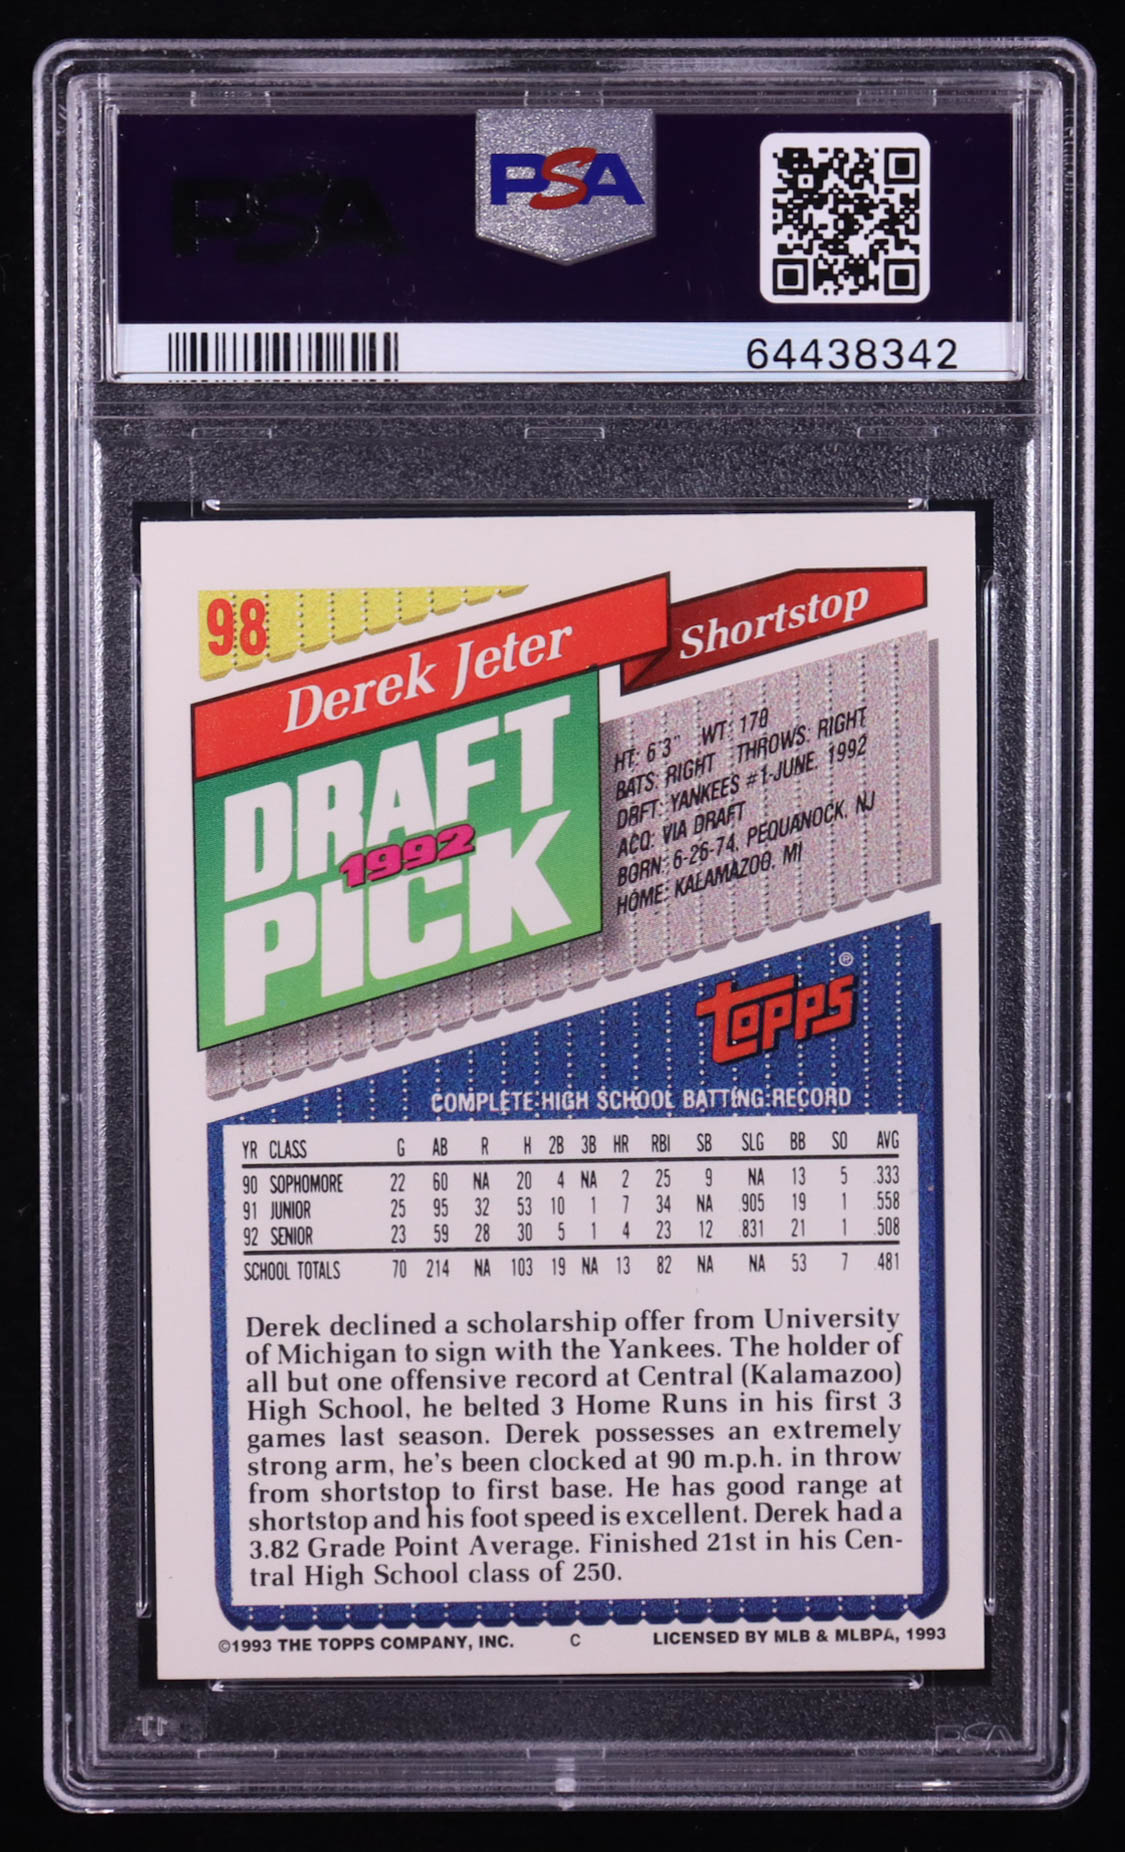 PSA
PSA
64438342
98
Derek Jeter
Shortstop
DRAFT
1992
PICK
HT: 6'3" WT: 170
BATS: RIGHT THROWS: RIGHT
DRFT: YANKEES #1-JUNE, 1992
ACQ: VIA DRAFT
BORN: 6-26-74, PEQUANOCK, NJ
HOME: KALAMAZOO, MI
topps®
COMPLETE HIGH SCHOOL BATTING RECORD
YR CLASS G AB R H 2B 3B HR RBI SB SLG BB SO AVG
90 SOPHOMORE 22 60 NA 20 4 NA 2 25 9 NA 13 5 .333
91 JUNIOR 25 95 32 53 10 1 7 34 NA .905 19 1 .558
92 SENIOR 23 59 28 30 5 1 4 23 12 .831 21 1 .508
SCHOOL TOTALS 70 214 NA 103 19 NA 13 82 NA NA 53 7 .481
Derek declined a scholarship offer from University
of Michigan to sign with the Yankees. The holder of
all but one offensive record at Central (Kalamazoo)
High School, he belted 3 Home Runs in his first 3
games last season. Derek possesses an extremely
strong arm, he's been clocked at 90 m.p.h. in throw
from shortstop to first base. He has good range at
shortstop and his foot speed is excellent. Derek had a
3.82 Grade Point Average. Finished 21st in his Cen-
tral High School class of 250.
©1993 THE TOPPS COMPANY, INC. C LICENSED BY MLB & MLBPA, 1993
PSA